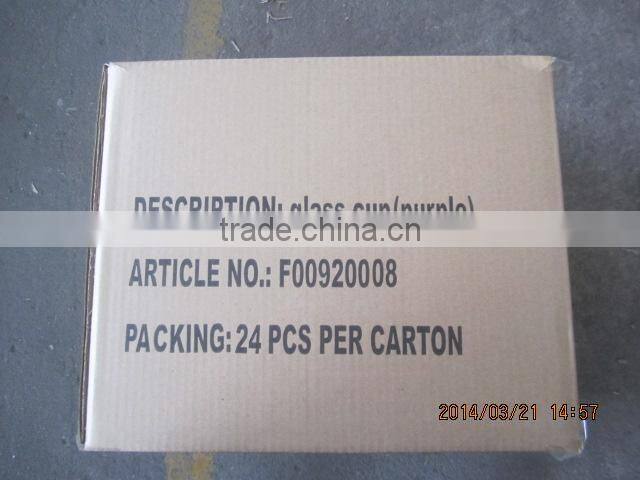 DESCRIPTION: glass cup(purple)
trade.china.cn
ARTICLE NO.: F00920008
PACKING: 24 PCS PER CARTON
2014/03/21 14:57